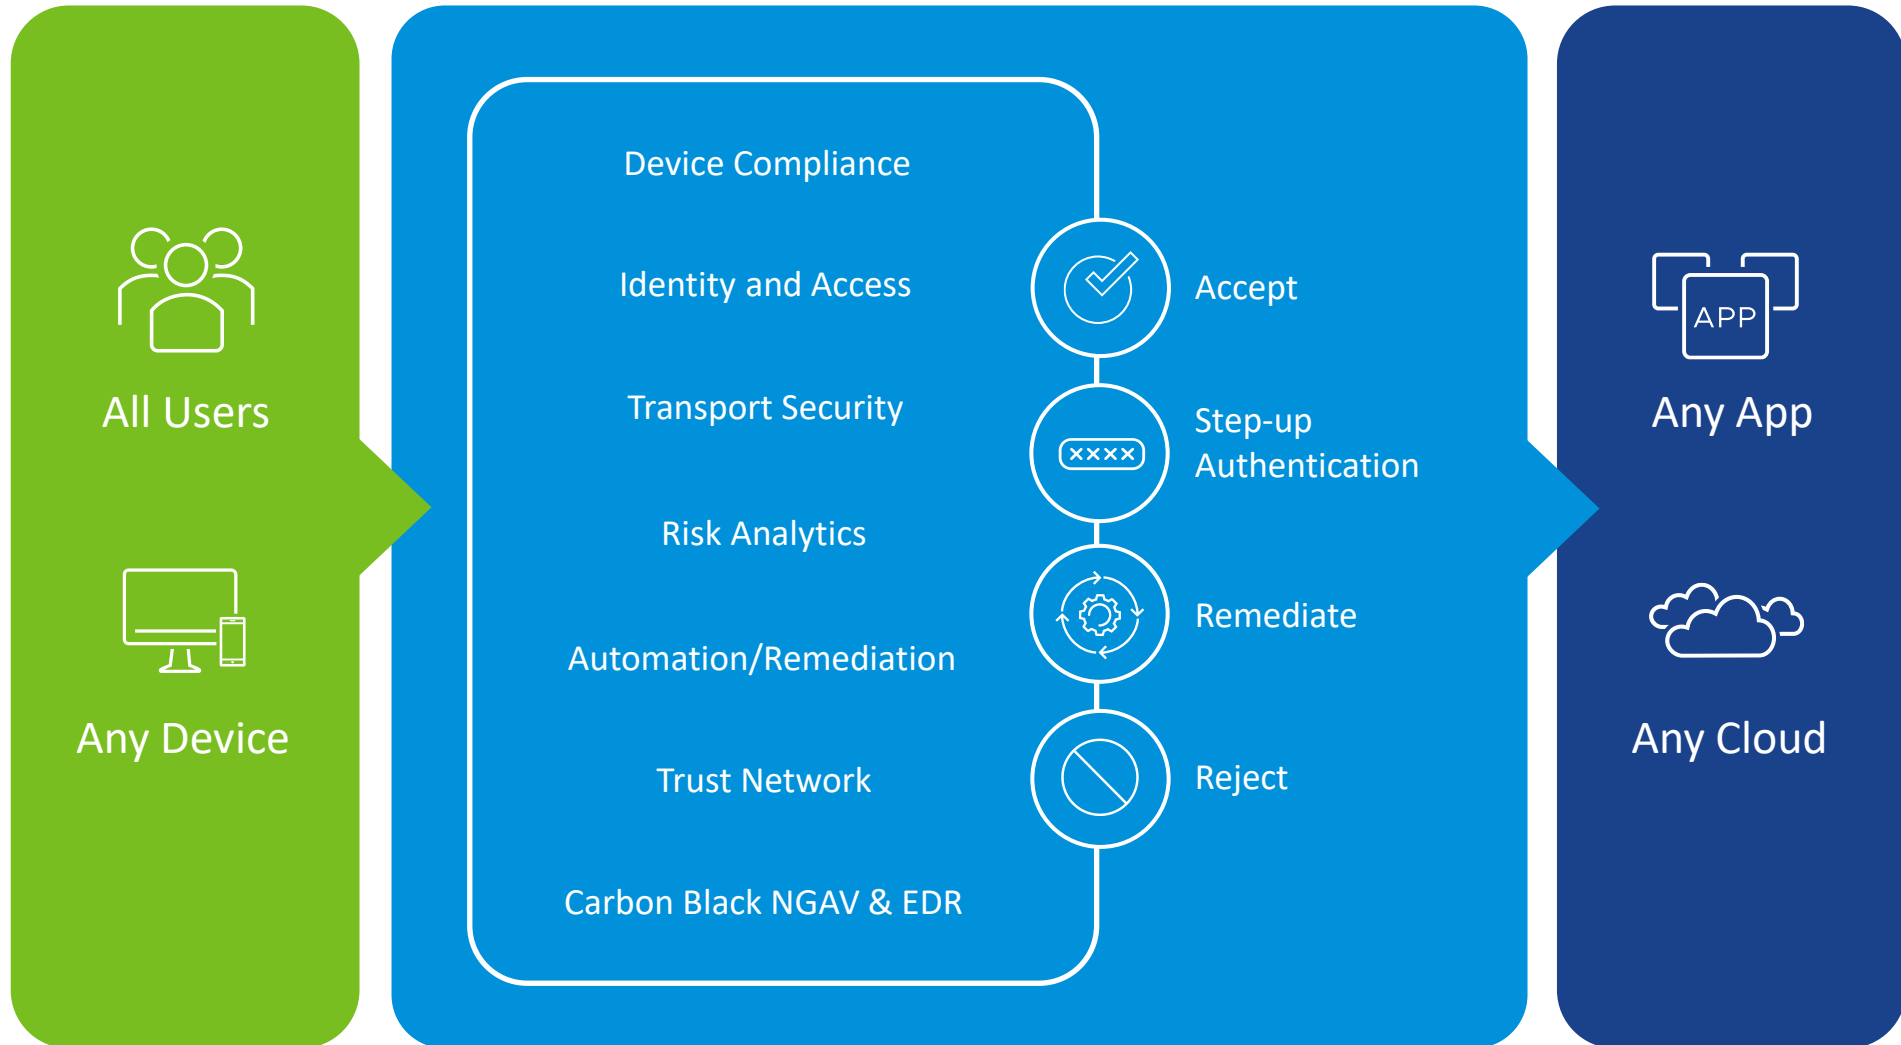 All Users
Any Device
Device Compliance
Identity and Access
Transport Security
Risk Analytics
Automation/Remediation
Trust Network
Carbon Black NGAV & EDR
Accept
××××
Step-up
Authentication
Remediate
Reject
APP
Any App
Any Cloud